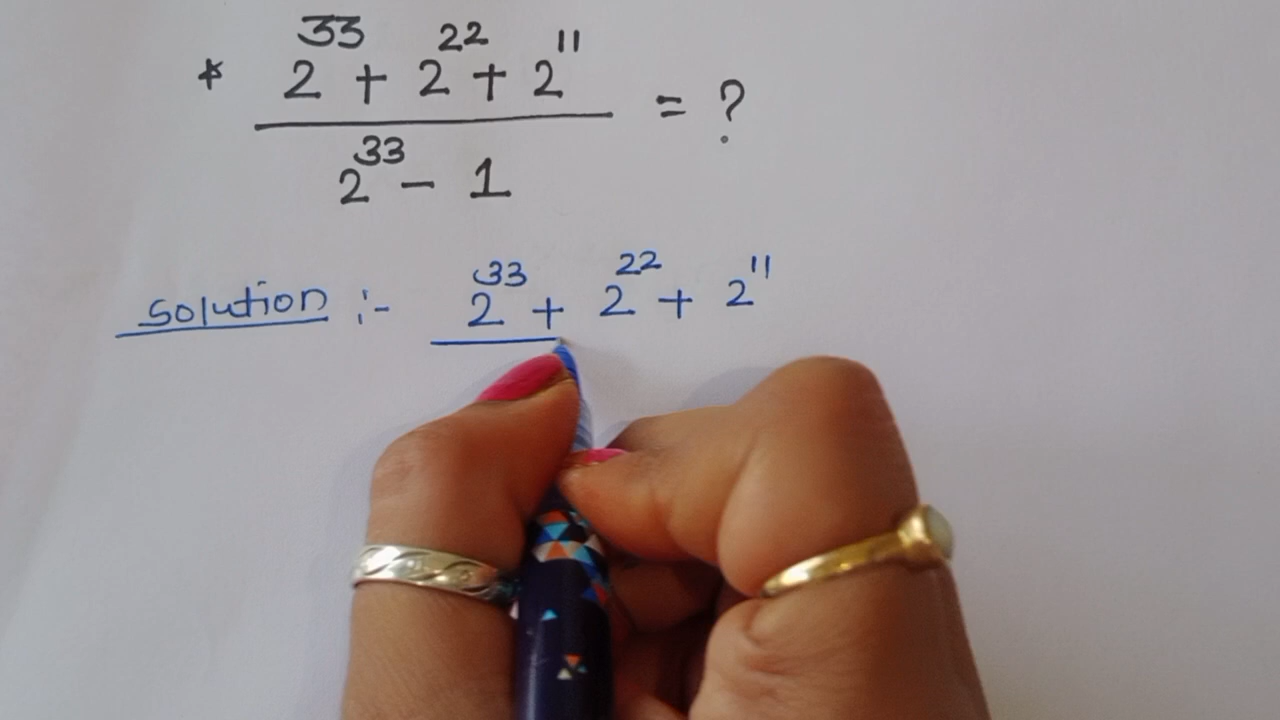 * 2^33 + 2^22 + 2^11 = ?
2^33 - 1
Solution :- 2^33 + 2^22 + 2^11